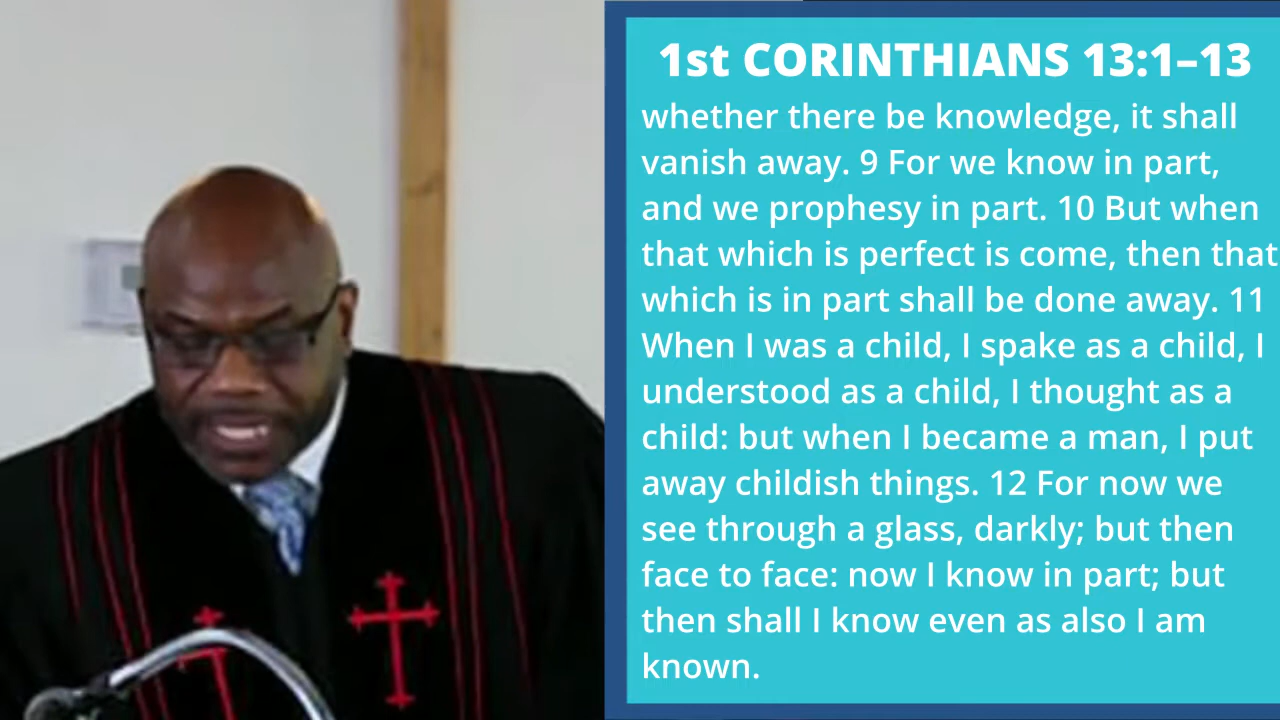 1st CORINTHIANS 13:1–13
whether there be knowledge, it shall
vanish away. 9 For we know in part,
and we prophesy in part. 10 But when
that which is perfect is come, then that
which is in part shall be done away. 11
When I was a child, I spake as a child, I
understood as a child, I thought as a
child: but when I became a man, I put
away childish things. 12 For now we
see through a glass, darkly; but then
face to face: now I know in part; but
then shall I know even as also I am
known.